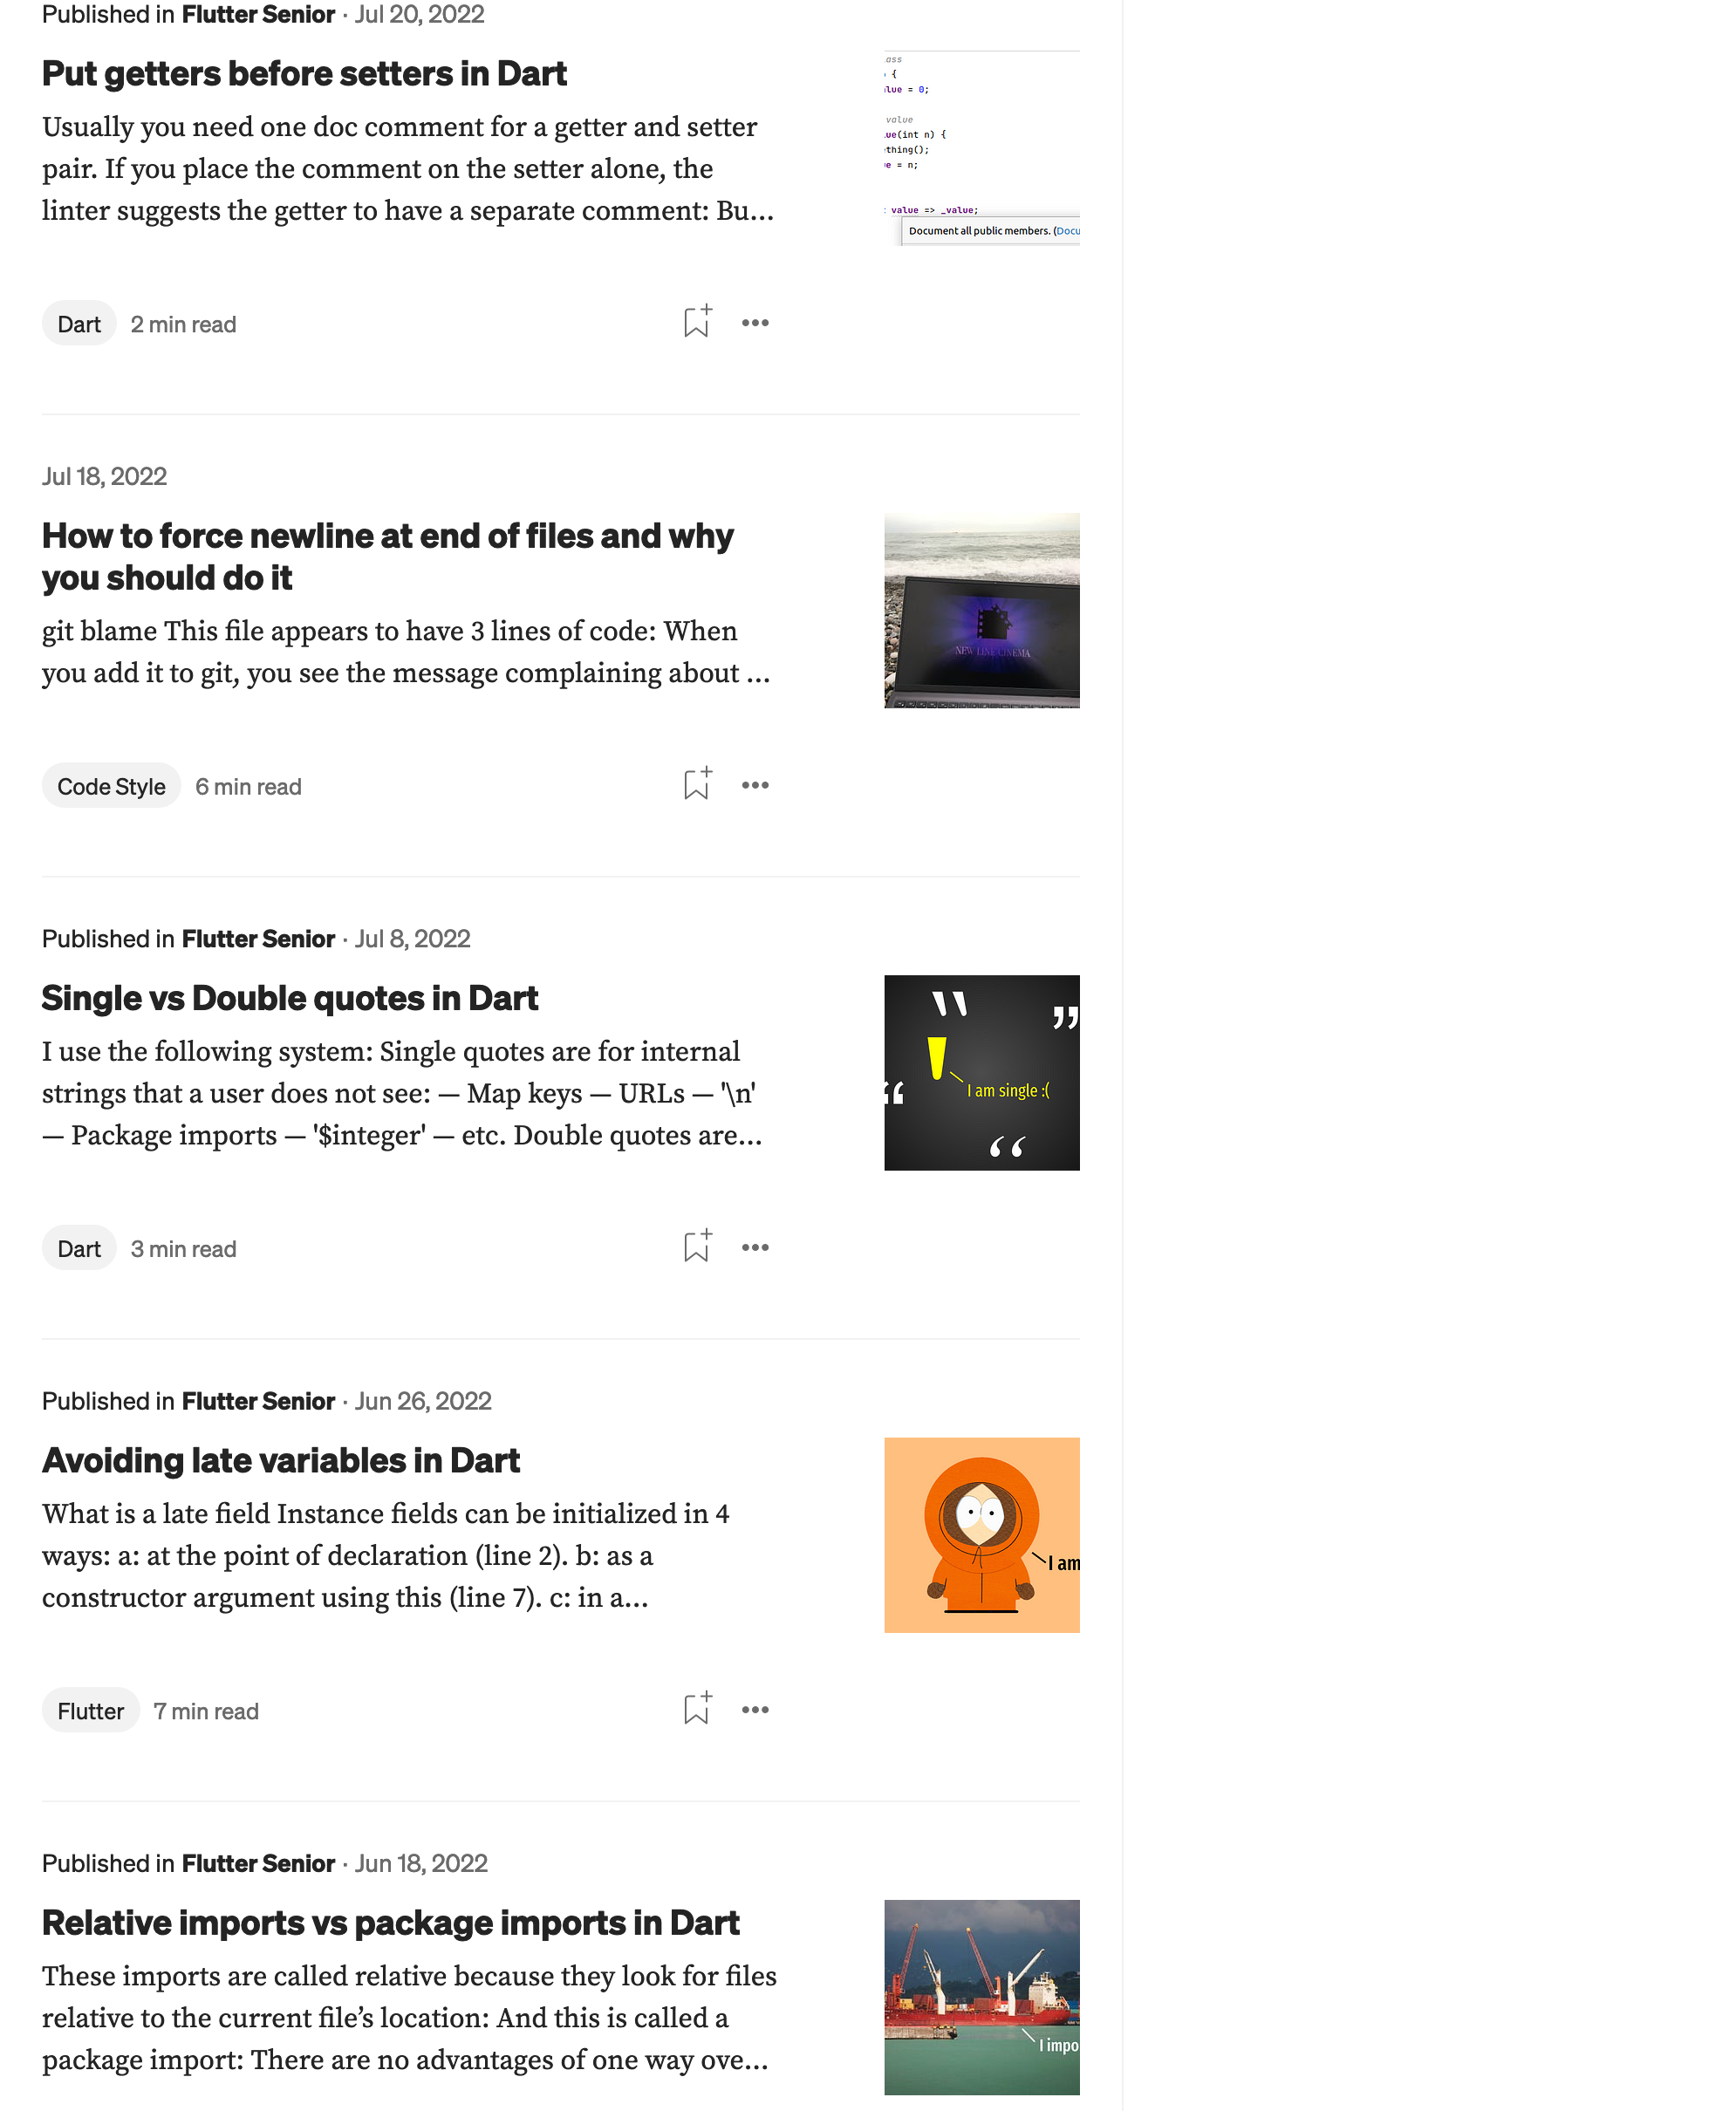 Published in Flutter Senior · Jul 20, 2022
Put getters before setters in Dart
Usually you need one doc comment for a getter and setter
pair. If you place the comment on the setter alone, the
linter suggests the getter to have a separate comment: Bu…
ass
{
lue = 0;
value
ue(int n) {
thing();
e = n;
value => _value;
Document all public members. (Docu
Dart 2 min read
Jul 18, 2022
How to force newline at end of files and why
you should do it
git blame This file appears to have 3 lines of code: When
you add it to git, you see the message complaining about …
NEW LINE CINEMA
Code Style 6 min read
Published in Flutter Senior · Jul 8, 2022
Single vs Double quotes in Dart
I use the following system: Single quotes are for internal
strings that a user does not see: — Map keys — URLs — '\n'
— Package imports — '$integer' — etc. Double quotes are…
I am single :(
Dart 3 min read
Published in Flutter Senior · Jun 26, 2022
Avoiding late variables in Dart
What is a late field Instance fields can be initialized in 4
ways: a: at the point of declaration (line 2). b: as a
constructor argument using this (line 7). c: in a…
I am
Flutter 7 min read
Published in Flutter Senior · Jun 18, 2022
Relative imports vs package imports in Dart
These imports are called relative because they look for files
relative to the current file’s location: And this is called a
package import: There are no advantages of one way ove…
I impo